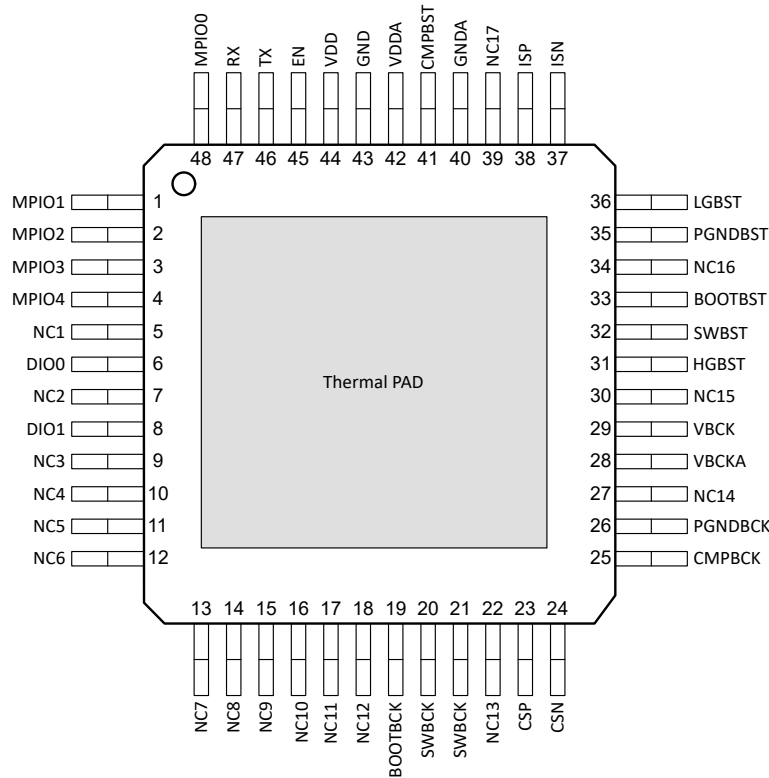 MPIO0
RX
TX
EN
VDD
GND
VDDA
CMPBST
GNDA
NC17
ISP
ISN
48
47
46
45
44
43
42
41
40
39
38
37
MPIO1 1
MPIO2 2
MPIO3 3
MPIO4 4
NC1 5
DIO0 6
NC2 7
DIO1 8
NC3 9
NC4 10
NC5 11
NC6 12
Thermal PAD
36 LGBST
35 PGNDBST
34 NC16
33 BOOTBST
32 SWBST
31 HGBST
30 NC15
29 VBCK
28 VBCKA
27 NC14
26 PGNDBCK
25 CMPBCK
13
14
15
16
17
18
19
20
21
22
23
24
NC7
NC8
NC9
NC10
NC11
NC12
BOOTBCK
SWBCK
SWBCK
NC13
CSP
CSN